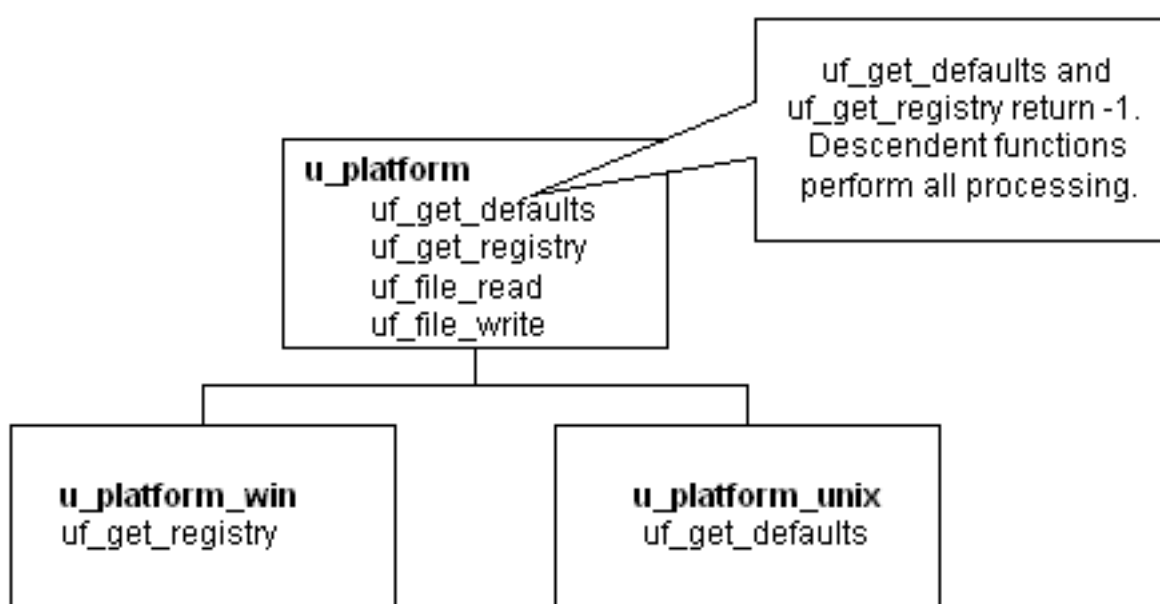 uf_get_defaults and
uf_get_registry return -1.
Descendent functions
perform all processing.
u_platform
uf_get_defaults
uf_get_registry
uf_file_read
uf_file_write
u_platform_win
uf_get_registry
u_platform_unix
uf_get_defaults